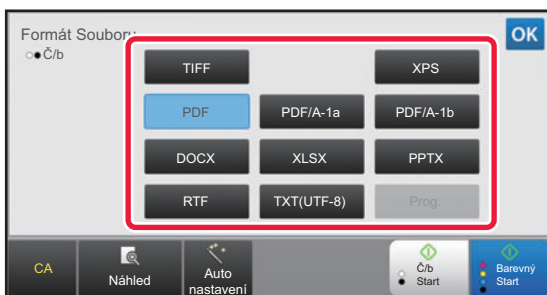 Formát Souboru
Č/b
OK
TIFF
XPS
PDF
PDF/A-1a
PDF/A-1b
DOCX
XLSX
PPTX
RTF
TXT(UTF-8)
Prog.
CA
Náhled
Auto
nastavení
Č/b
Start
Barevný
Start